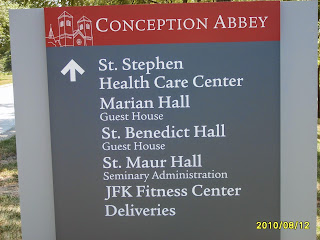 CONCEPTION ABBEY
St. Stephen
Health Care Center
Marian Hall
Guest House
St. Benedict Hall
Guest House
St. Maur Hall
Seminary Administration
JFK Fitness Center
Deliveries
2010/08/12